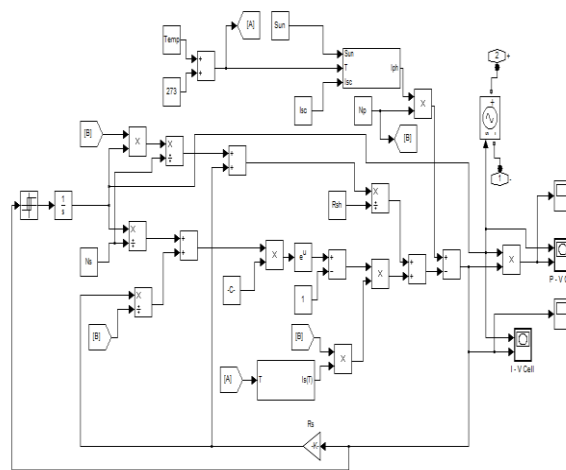 [A]
Sun
Temp
+
+
273
Sun
T
Isc
Iph
Isc
Np
X
[B]
2
+
1
-
[B]
X
X
÷
+
+
1
s
Ns
X
÷
+
+
X
÷
Rsh
X
÷
-C-
X
e^u
+
-
1
X
+
+
+
-
X
P - V C
[B]
X
÷
[B]
X
[A]
T
Is(T)
I - V Cell
Rs
-K-